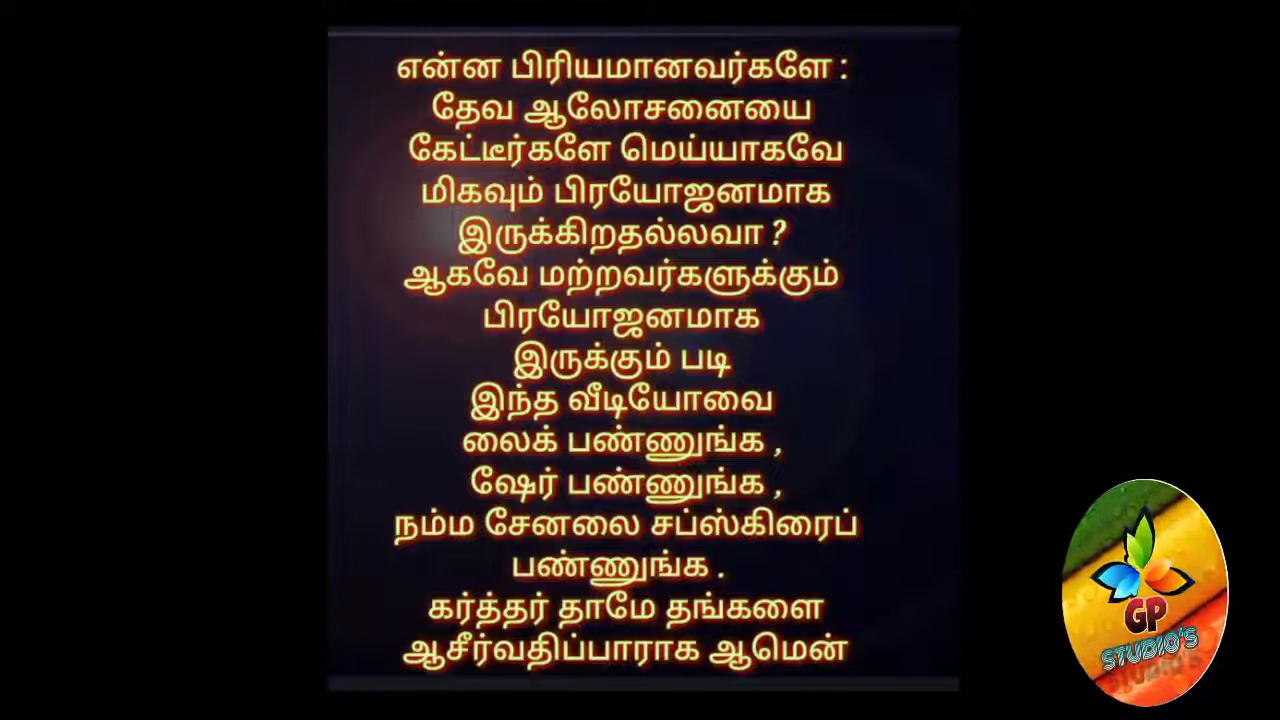 என்ன பிரியமானவர்களே :
தேவ ஆலோசனையை
கேட்டீர்களே மெய்யாகவே
மிகவும் பிரயோஜனமாக
இருக்கிறதல்லவா ?
ஆகவே மற்றவர்களுக்கும்
பிரயோஜனமாக
இருக்கும் படி
இந்த வீடியோவை
லைக் பண்ணுங்க ,
ஷேர் பண்ணுங்க ,
நம்ம சேனலை சப்ஸ்கிரைப்
பண்ணுங்க .
கர்த்தர் தாமே தங்களை
ஆசீர்வதிப்பாராக ஆமென்
GP
STUDIO'S